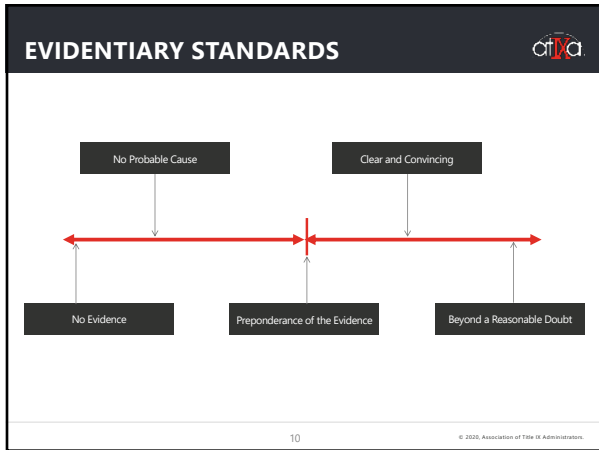 EVIDENTIARY STANDARDS
atIXa.
No Probable Cause
Clear and Convincing
No Evidence
Preponderance of the Evidence
Beyond a Reasonable Doubt
10
© 2020, Association of Title IX Administrators.